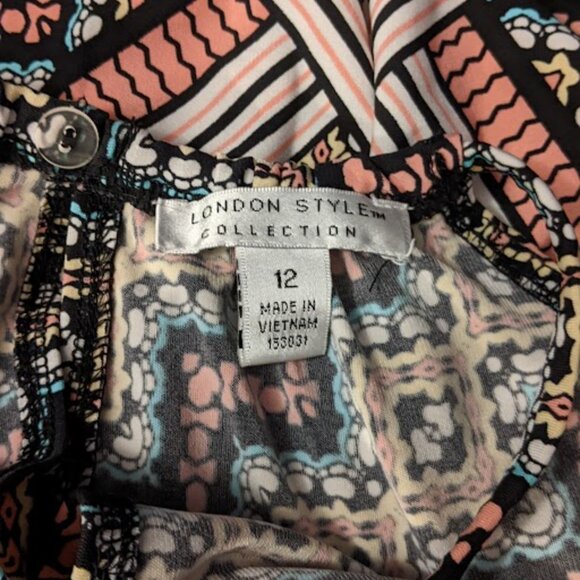 LONDON STYLE™
COLLECTION
12
MADE IN
VIETNAM
153031